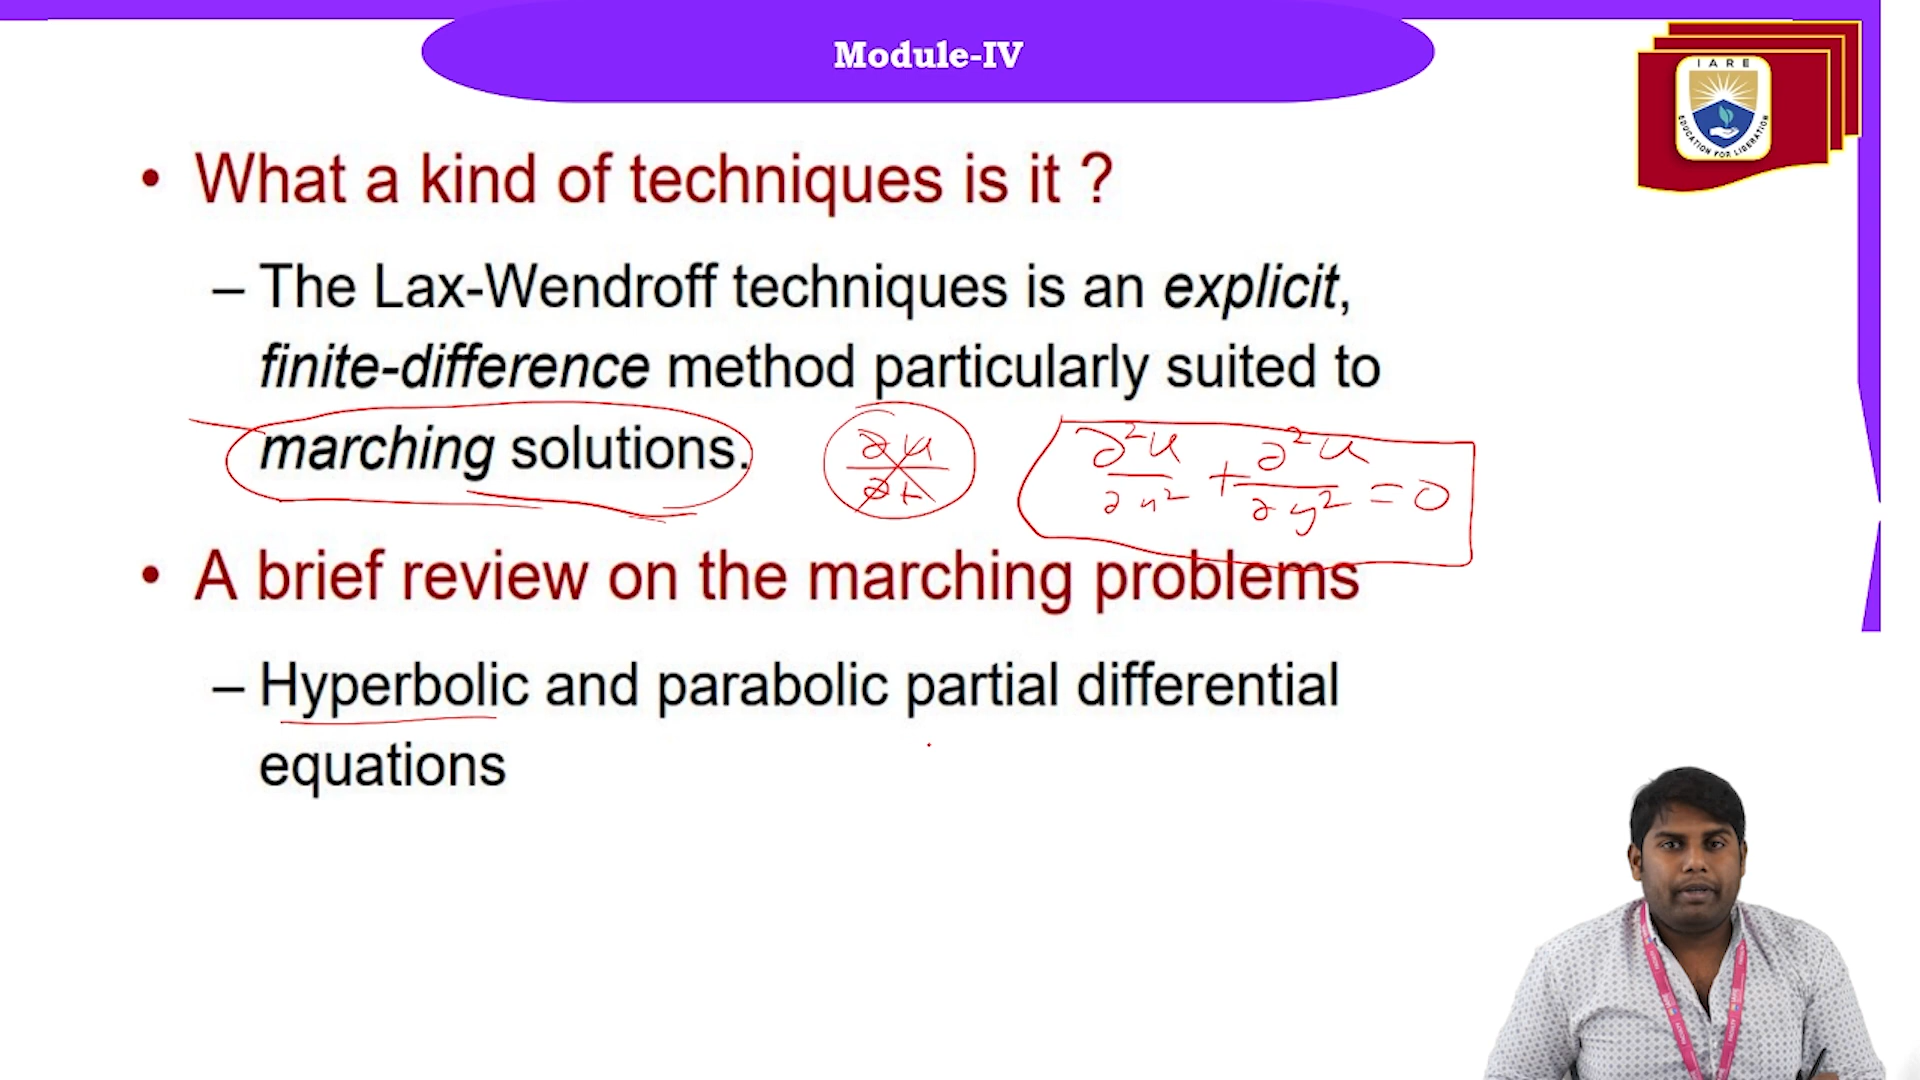 Module-IV
IARE
EDUCATION FOR LIBERATION
• What a kind of techniques is it ?
– The Lax-Wendroff techniques is an explicit,
finite-difference method particularly suited to
marching solutions.
∂u/∂t
∂²u/∂x² + ∂²u/∂y² = 0
• A brief review on the marching problems
– Hyperbolic and parabolic partial differential
equations